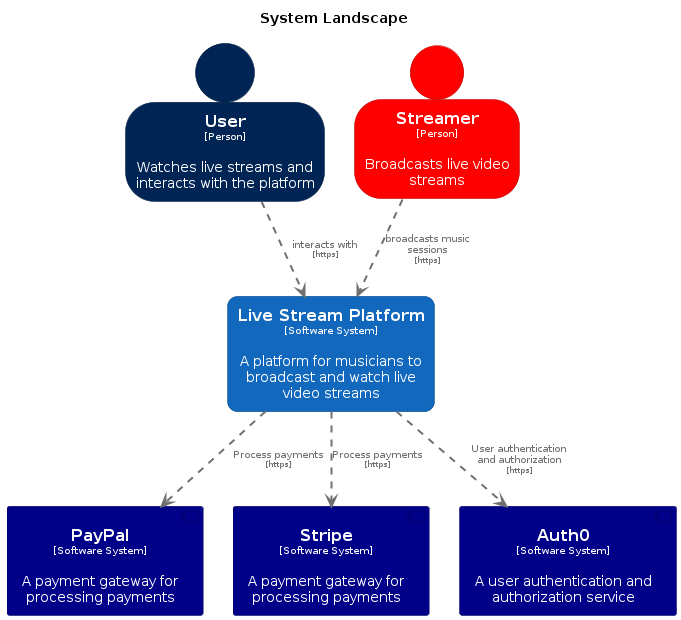 System Landscape
User
[Person]
Watches live streams and
interacts with the platform
Streamer
[Person]
Broadcasts live video
streams
interacts with
[https]
broadcasts music
sessions
[https]
Live Stream Platform
[Software System]
A platform for musicians to
broadcast and watch live
video streams
Process payments
[https]
Process payments
[https]
User authentication
and authorization
[https]
PayPal
[Software System]
A payment gateway for
processing payments
Stripe
[Software System]
A payment gateway for
processing payments
Auth0
[Software System]
A user authentication and
authorization service